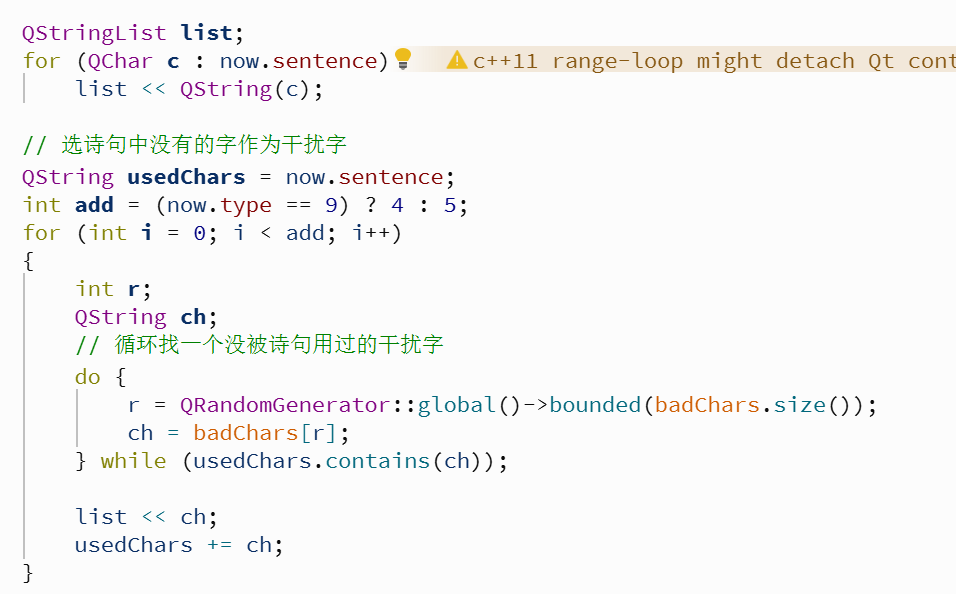 QStringList list;
for (QChar c : now.sentence) c++11 range-loop might detach Qt cont
    list << QString(c);
// 选诗句中没有的字作为干扰字
QString usedChars = now.sentence;
int add = (now.type == 9) ? 4 : 5;
for (int i = 0; i < add; i++)
{
    int r;
    QString ch;
    // 循环找一个没被诗句用过的干扰字
    do {
        r = QRandomGenerator::global()->bounded(badChars.size());
        ch = badChars[r];
    } while (usedChars.contains(ch));
    list << ch;
    usedChars += ch;
}